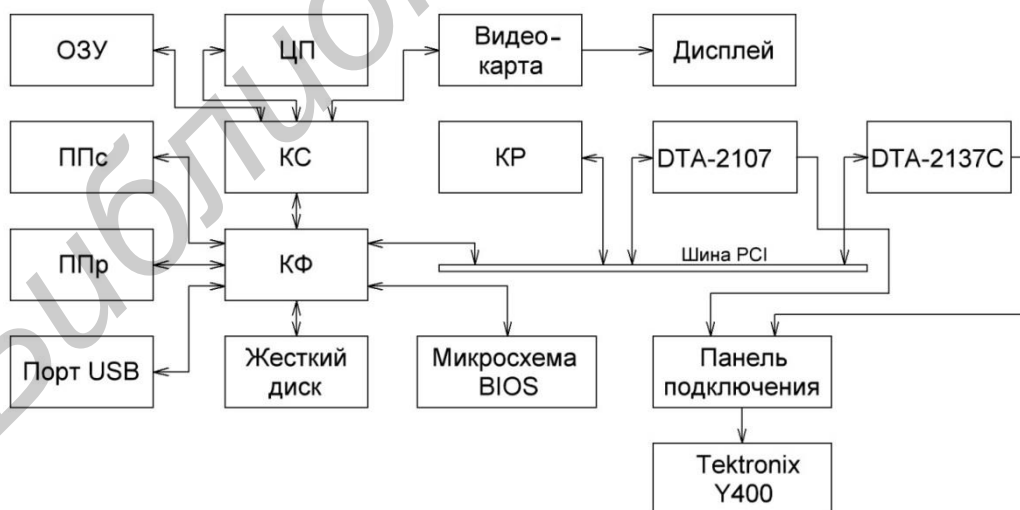 ОЗУ
ЦП
Видео-
карта
Дисплей
ППс
КС
КР
DTA-2107
DTA-2137C
ППр
КФ
Шина PCI
Порт USB
Жесткий
диск
Микросхема
BIOS
Панель
подключения
Tektronix
Y400